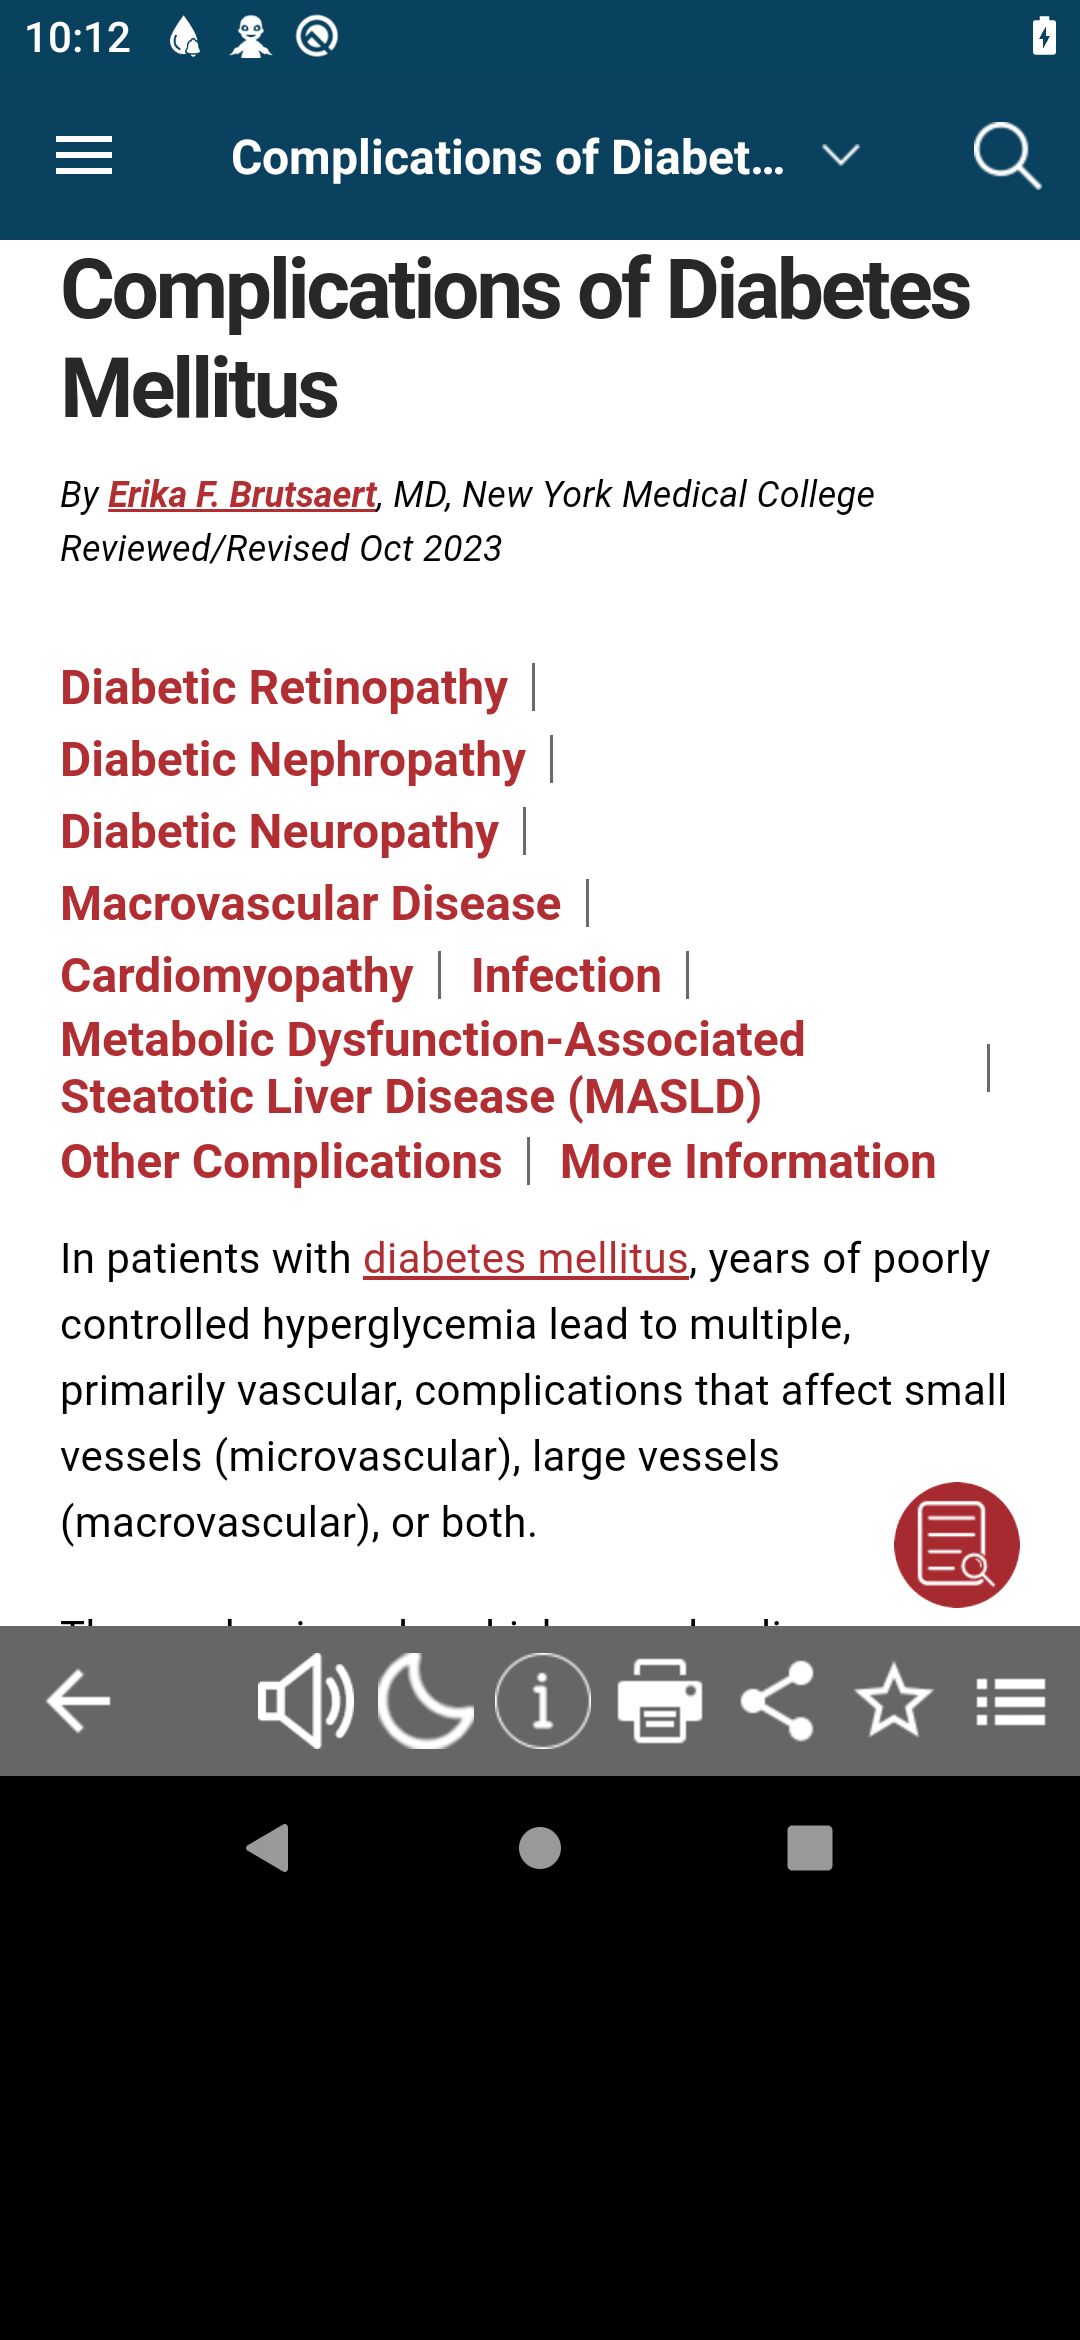 10:12
Complications of Diabet...
Complications of Diabetes
Mellitus
By Erika F. Brutsaert, MD, New York Medical College
Reviewed/Revised Oct 2023
Diabetic Retinopathy |
Diabetic Nephropathy |
Diabetic Neuropathy |
Macrovascular Disease |
Cardiomyopathy | Infection |
Metabolic Dysfunction-Associated
Steatotic Liver Disease (MASLD) |
Other Complications | More Information
In patients with diabetes mellitus, years of poorly
controlled hyperglycemia lead to multiple,
primarily vascular, complications that affect small
vessels (microvascular), large vessels
(macrovascular), or both.